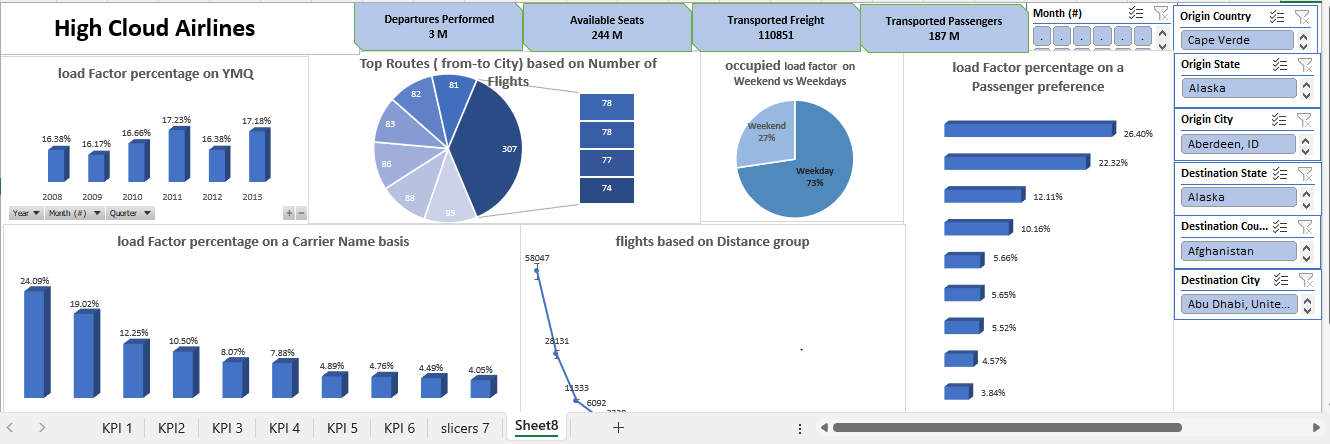 High Cloud Airlines
Departures Performed
3 M
Available Seats
244 M
Transported Freight
110851
Transported Passengers
187 M
Month (#)
. . . . . .
Origin Country
Cape Verde
Origin State
Alaska
Origin City
Aberdeen, ID
Destination State
Alaska
Destination Cou...
Afghanistan
Destination City
Abu Dhabi, Unite...
load Factor percentage on YMQ
16.38%
16.17%
16.66%
17.23%
16.38%
17.18%
2008 2009 2010 2011 2012 2013
Year Month (#) Quorter
+ −
Top Routes ( from-to City) based on Number of
Flights
81
82
83
86
88
95
307
78
78
77
74
occupied load factor on
Weekend vs Weekdays
Weekend
27%
Weekday
73%
load Factor percentage on a
Passenger preference
26.40%
22.32%
12.11%
10.16%
5.66%
5.65%
5.52%
4.57%
3.84%
load Factor percentage on a Carrier Name basis
24.09%
19.02%
12.25%
10.50%
8.07%
7.88%
4.89%
4.76%
4.49%
4.05%
flights based on Distance group
58047
28131
11333
6092
KPI 1 KPI2 KPI 3 KPI 4 KPI 5 KPI 6 slicers 7 Sheet8 +